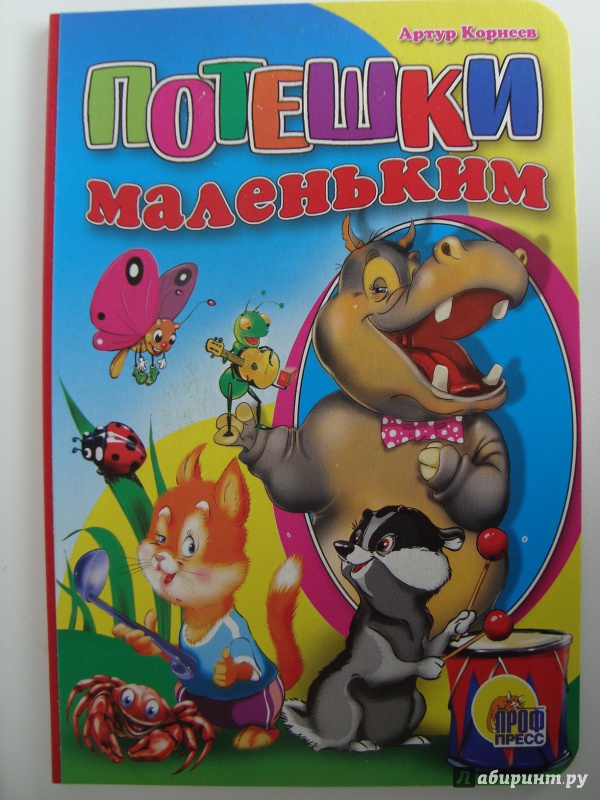 Артур Корнеев
ПОТЕШКИ
маленьким
ПРОФ
ПРЕСС
Лабиринт.ру